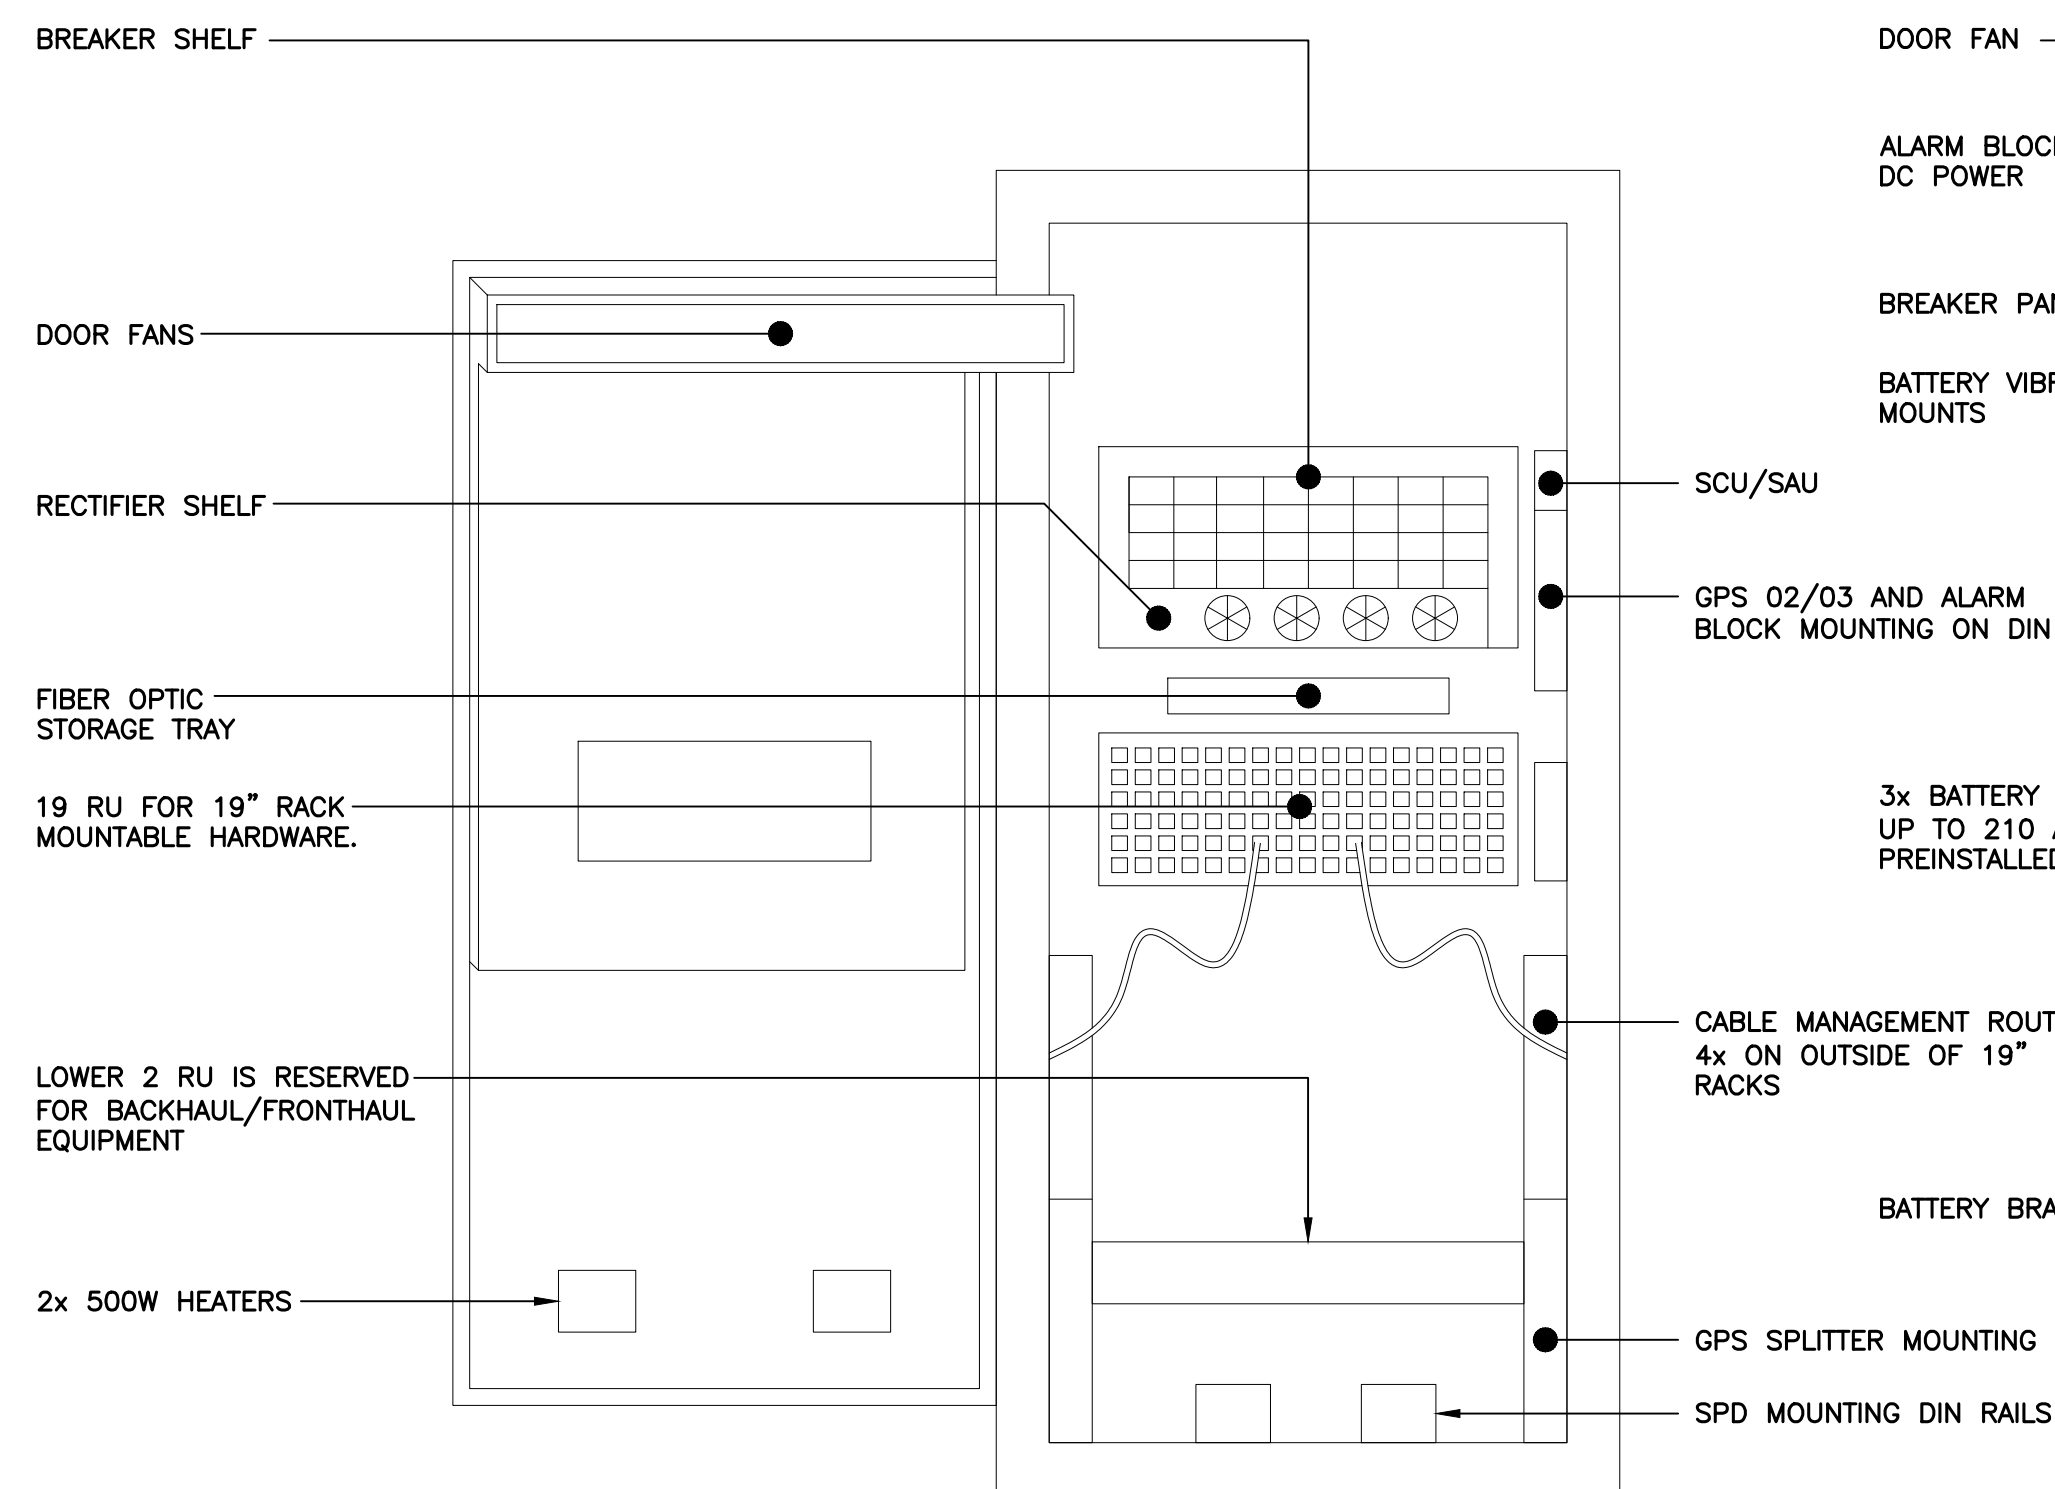 BREAKER SHELF
DOOR FANS
RECTIFIER SHELF
FIBER OPTIC
STORAGE TRAY
19 RU FOR 19” RACK
MOUNTABLE HARDWARE.
LOWER 2 RU IS RESERVED
FOR BACKHAUL/FRONTHAUL
EQUIPMENT
2x 500W HEATERS
SCU/SAU
GPS 02/03 AND ALARM
BLOCK MOUNTING ON DIN
CABLE MANAGEMENT
4x ON OUTSIDE OF 19”
RACKS
GPS SPLITTER MOUNTING
SPD MOUNTING DIN RAILS
DOOR FAN
ALARM
DC POWER
BREAKER
BATTERY
MOUNTS
3x BATTERY
UP TO 210
BATTERY